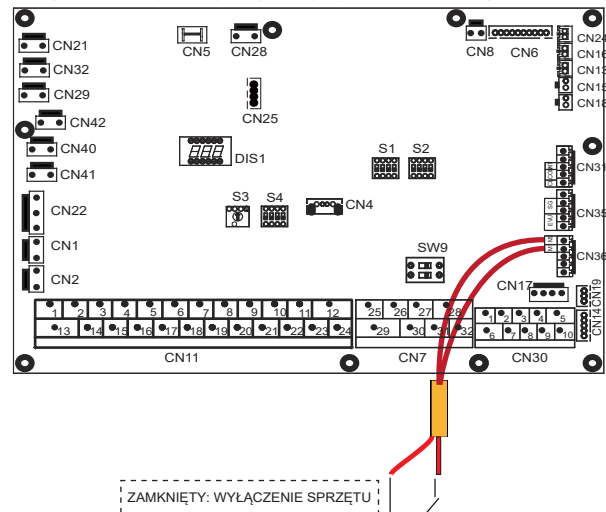 CN21
CN5
CN28
CN8
CN6
CN24
CN16
CN13
CN15
CN18
CN32
CN29
CN42
CN25
CN40
CN41
DIS1
S1 S2
CN31
CN22
S3 S4
CN4
SG
EVU
CN35
CN1
SW9
CN36
CN2
CN17
CN19
CN14
1 2 3 4 5 6 7 8 9 10 11 12
13 14 15 16 17 18 19 20 21 22 23 24
25 26 27 28
29 30 31 32
1 2 3 4 5
6 7 8 9 10
CN11
CN7
CN30
ZAMKNIĘTY: WYŁĄCZENIE SPRZĘTU